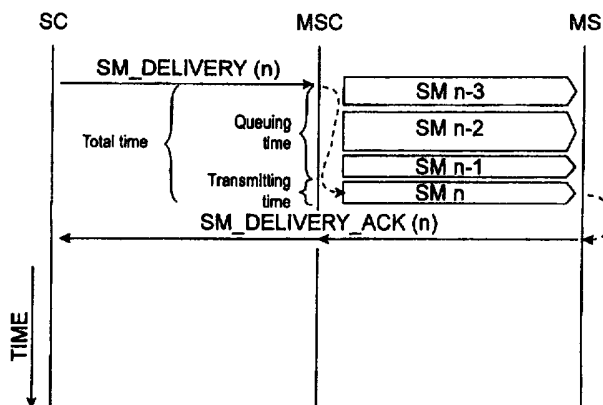 SC
MSC
MS
SM_DELIVERY (n)
SM n-3
Total time
Queuing
time
SM n-2
SM n-1
Transmitting
time
SM n
SM_DELIVERY_ACK (n)
TIME